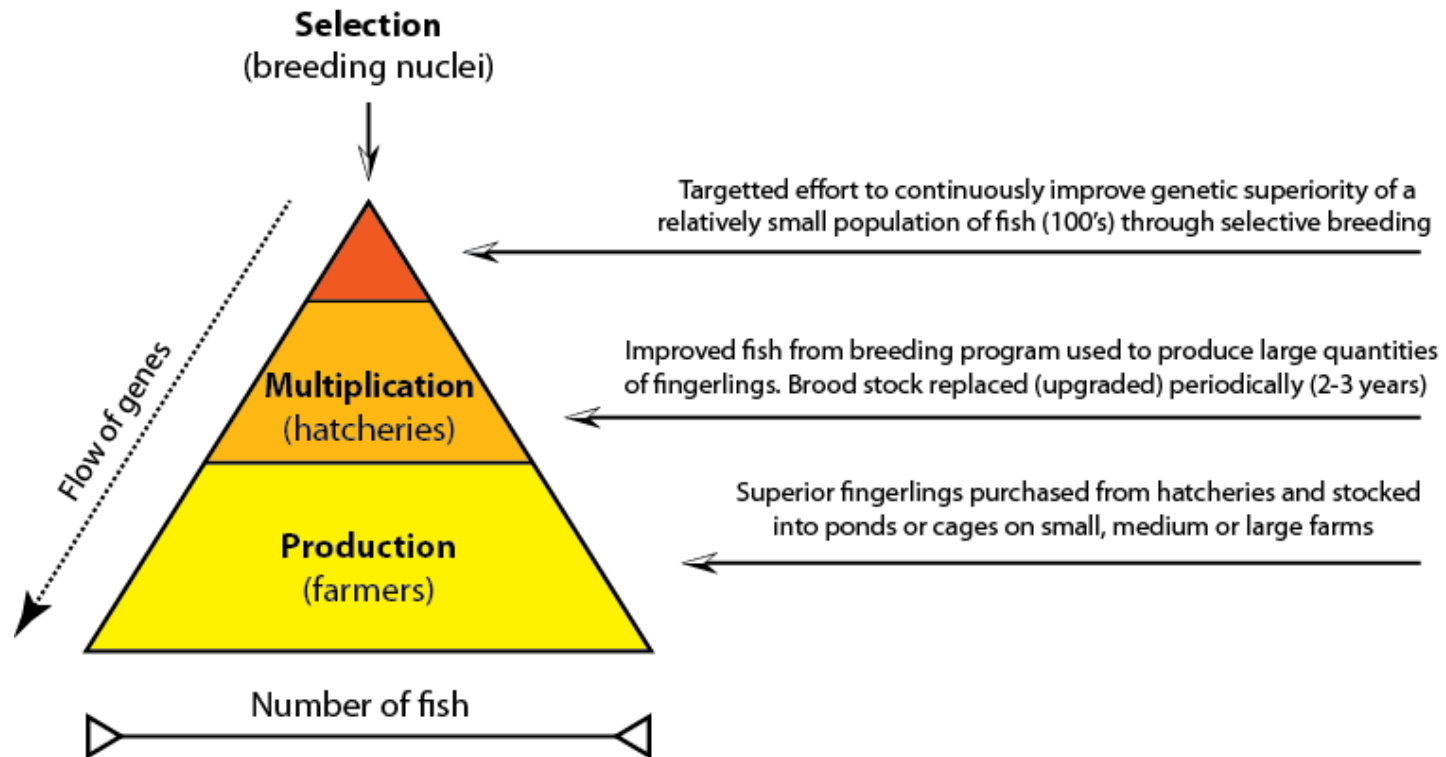 Selection
(breeding nuclei)
Targetted effort to continuously improve genetic superiority of a
relatively small population of fish (100's) through selective breeding
Flow of genes
Multiplication
(hatcheries)
Improved fish from breeding program used to produce large quantities
of fingerlings. Brood stock replaced (upgraded) periodically (2-3 years)
Production
(farmers)
Superior fingerlings purchased from hatcheries and stocked
into ponds or cages on small, medium or large farms
Number of fish